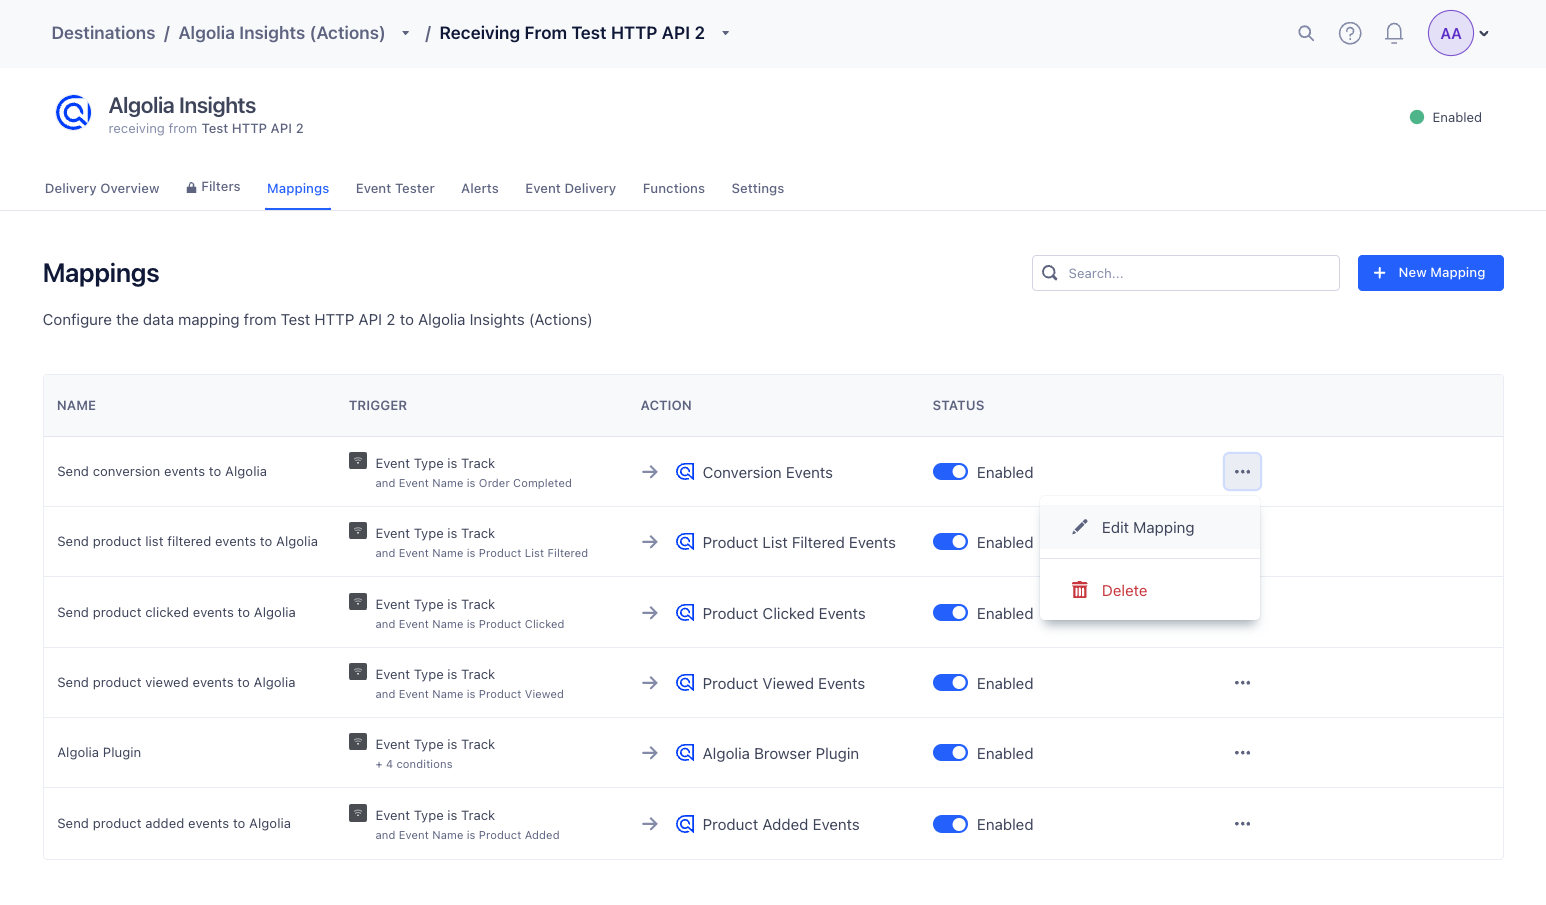 Destinations / Algolia Insights (Actions) / Receiving From Test HTTP API 2
AA
Algolia Insights
receiving from Test HTTP API 2
Enabled
Delivery Overview Filters Mappings Event Tester Alerts Event Delivery Functions Settings
Mappings
Search...
+ New Mapping
Configure the data mapping from Test HTTP API 2 to Algolia Insights (Actions)
NAME TRIGGER ACTION STATUS
Send conversion events to Algolia
Event Type is Track
and Event Name is Order Completed
Conversion Events
Enabled
Edit Mapping
Delete
Send product list filtered events to Algolia
Event Type is Track
and Event Name is Product List Filtered
Product List Filtered Events
Enabled
Send product clicked events to Algolia
Event Type is Track
and Event Name is Product Clicked
Product Clicked Events
Enabled
Send product viewed events to Algolia
Event Type is Track
and Event Name is Product Viewed
Product Viewed Events
Enabled
Algolia Plugin
Event Type is Track
+ 4 conditions
Algolia Browser Plugin
Enabled
Send product added events to Algolia
Event Type is Track
and Event Name is Product Added
Product Added Events
Enabled